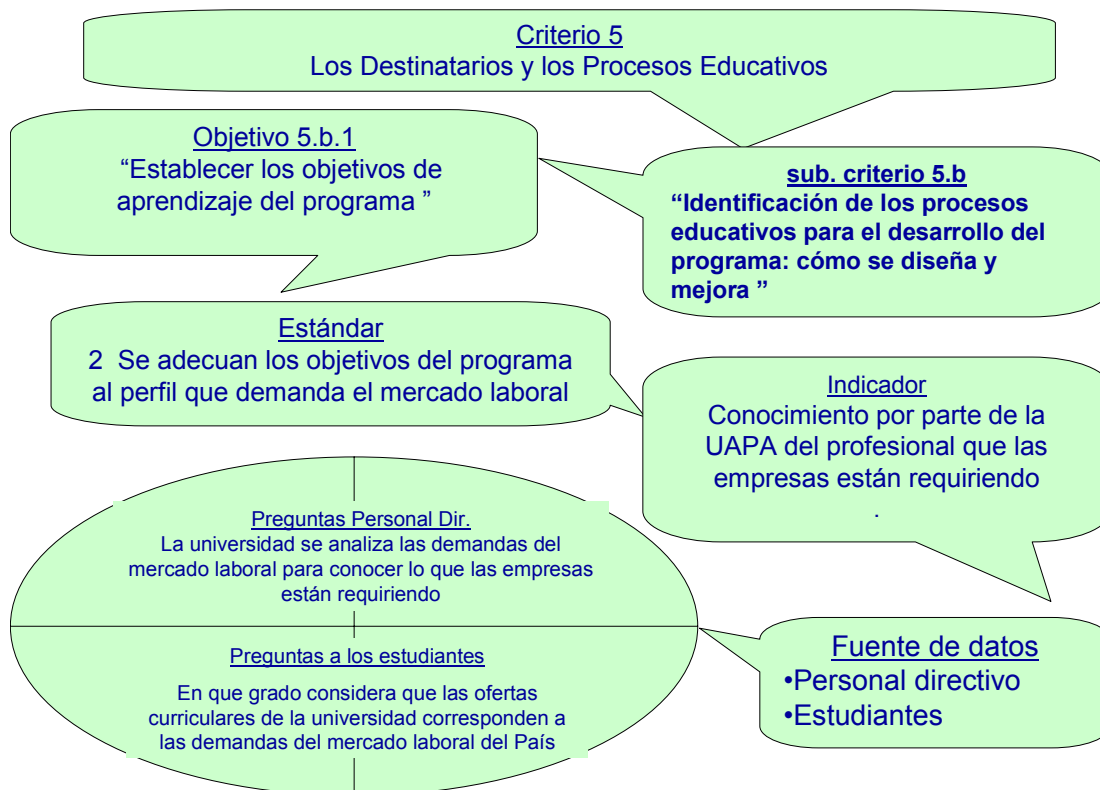 Criterio 5
Los Destinatarios y los Procesos Educativos
Objetivo 5.b.1
“Establecer los objetivos de
aprendizaje del programa ”
sub. criterio 5.b
“Identificación de los procesos
educativos para el desarrollo del
programa: cómo se diseña y
mejora ”
Estándar
2 Se adecuan los objetivos del programa
al perfil que demanda el mercado laboral
Indicador
Conocimiento por parte de la
UAPA del profesional que las
empresas están requiriendo
.
Preguntas Personal Dir.
La universidad se analiza las demandas del
mercado laboral para conocer lo que las empresas
están requiriendo
Preguntas a los estudiantes
En que grado considera que las ofertas
curriculares de la universidad corresponden a
las demandas del mercado laboral del País
Fuente de datos
•Personal directivo
•Estudiantes